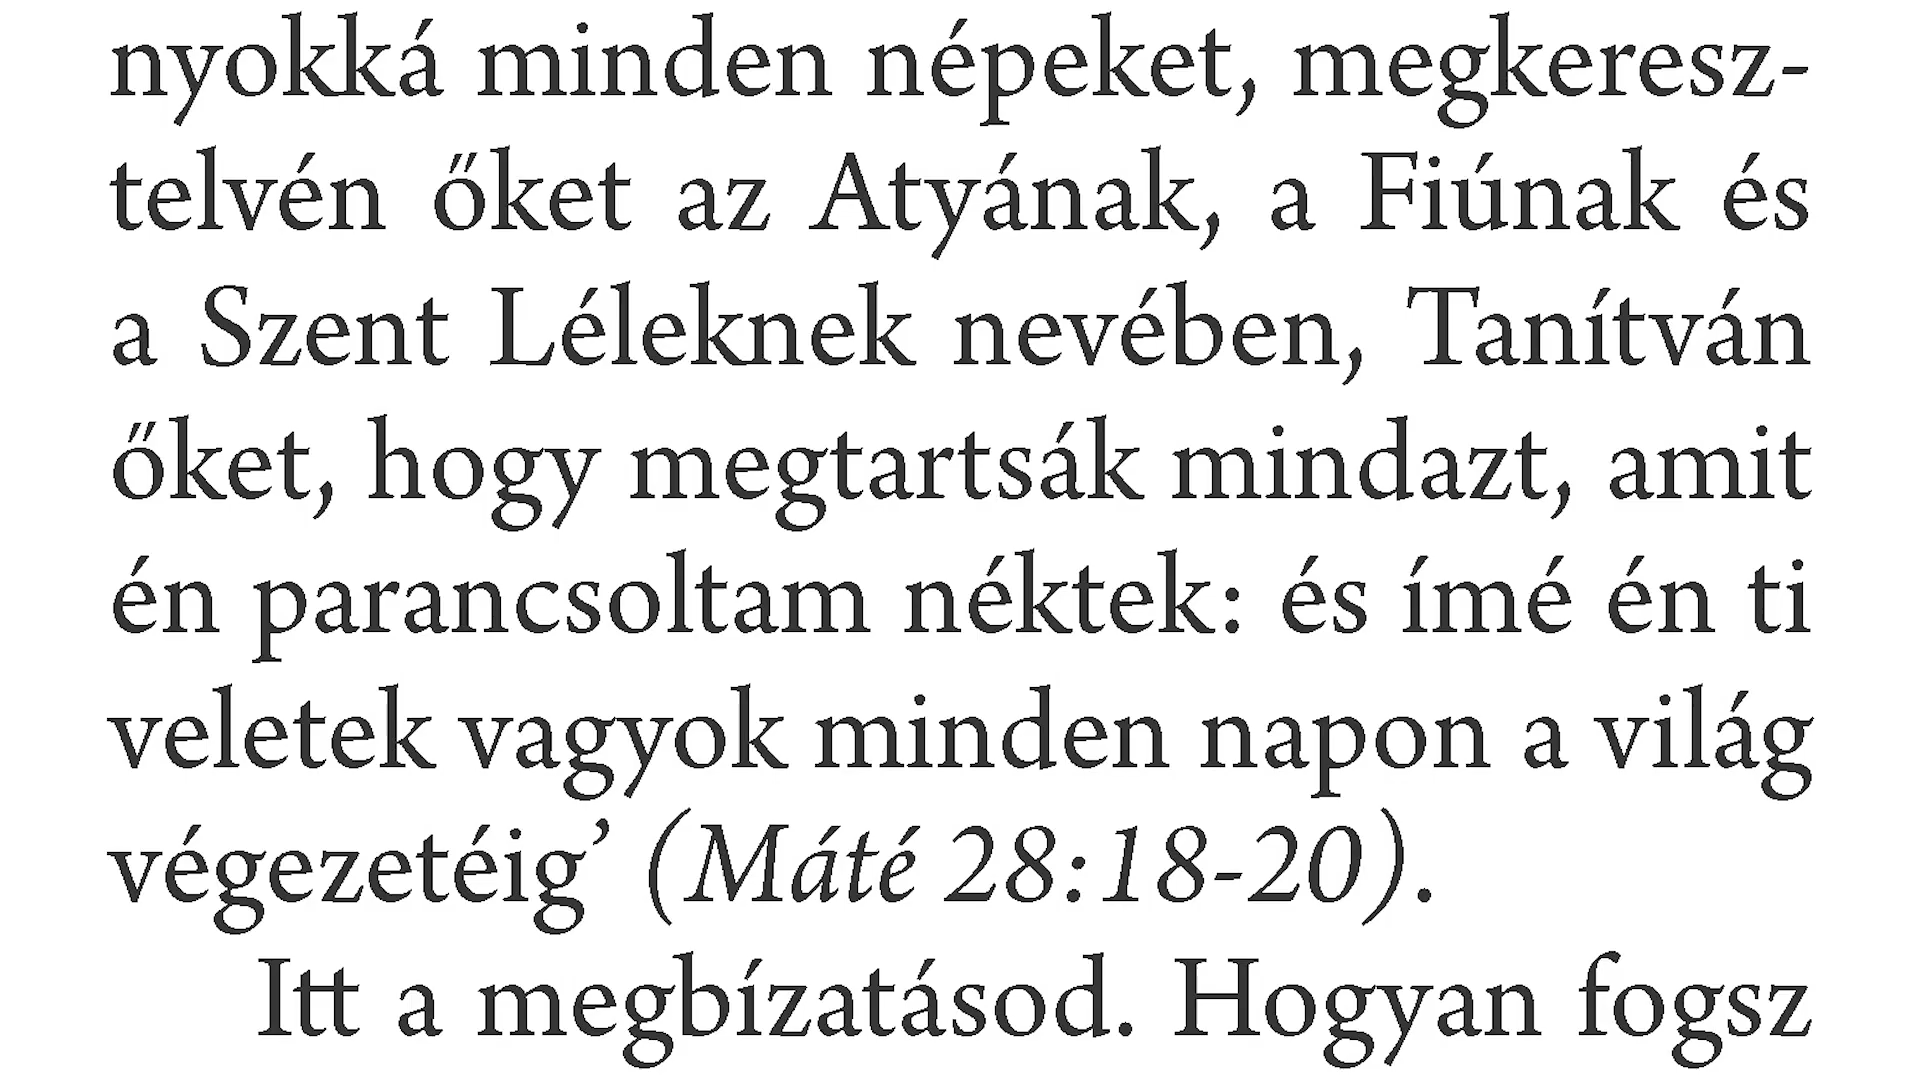 nyokká minden népeket, megkeresz-
telvén őket az Atyának, a Fiúnak és
a Szent Léleknek nevében, Tanítván
őket, hogy megtartsák mindazt, amit
én parancsoltam néktek: és ímé én ti
veletek vagyok minden napon a világ
végezetéig’ (Máté 28:18-20).
Itt a megbízatásod. Hogyan fogsz